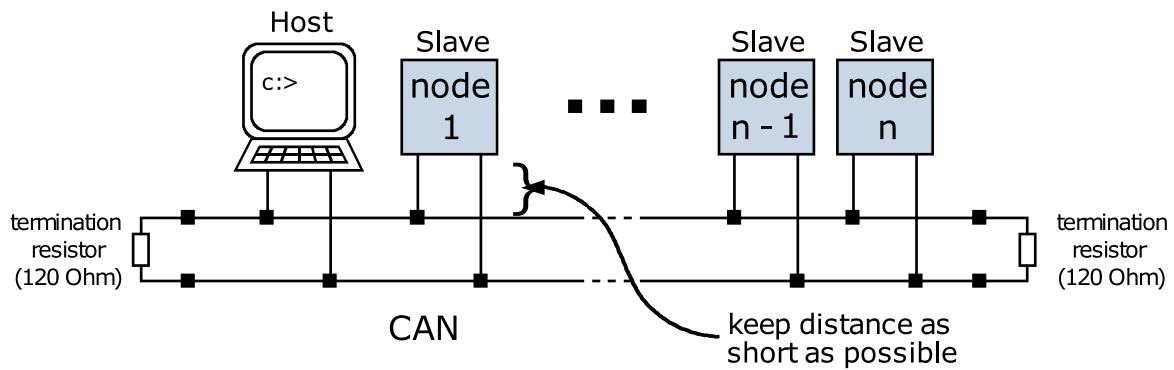 Host
c:>
Slave
node
1
Slave
node
n - 1
Slave
node
n
termination
resistor
(120 Ohm)
termination
resistor
(120 Ohm)
CAN
keep distance as
short as possible